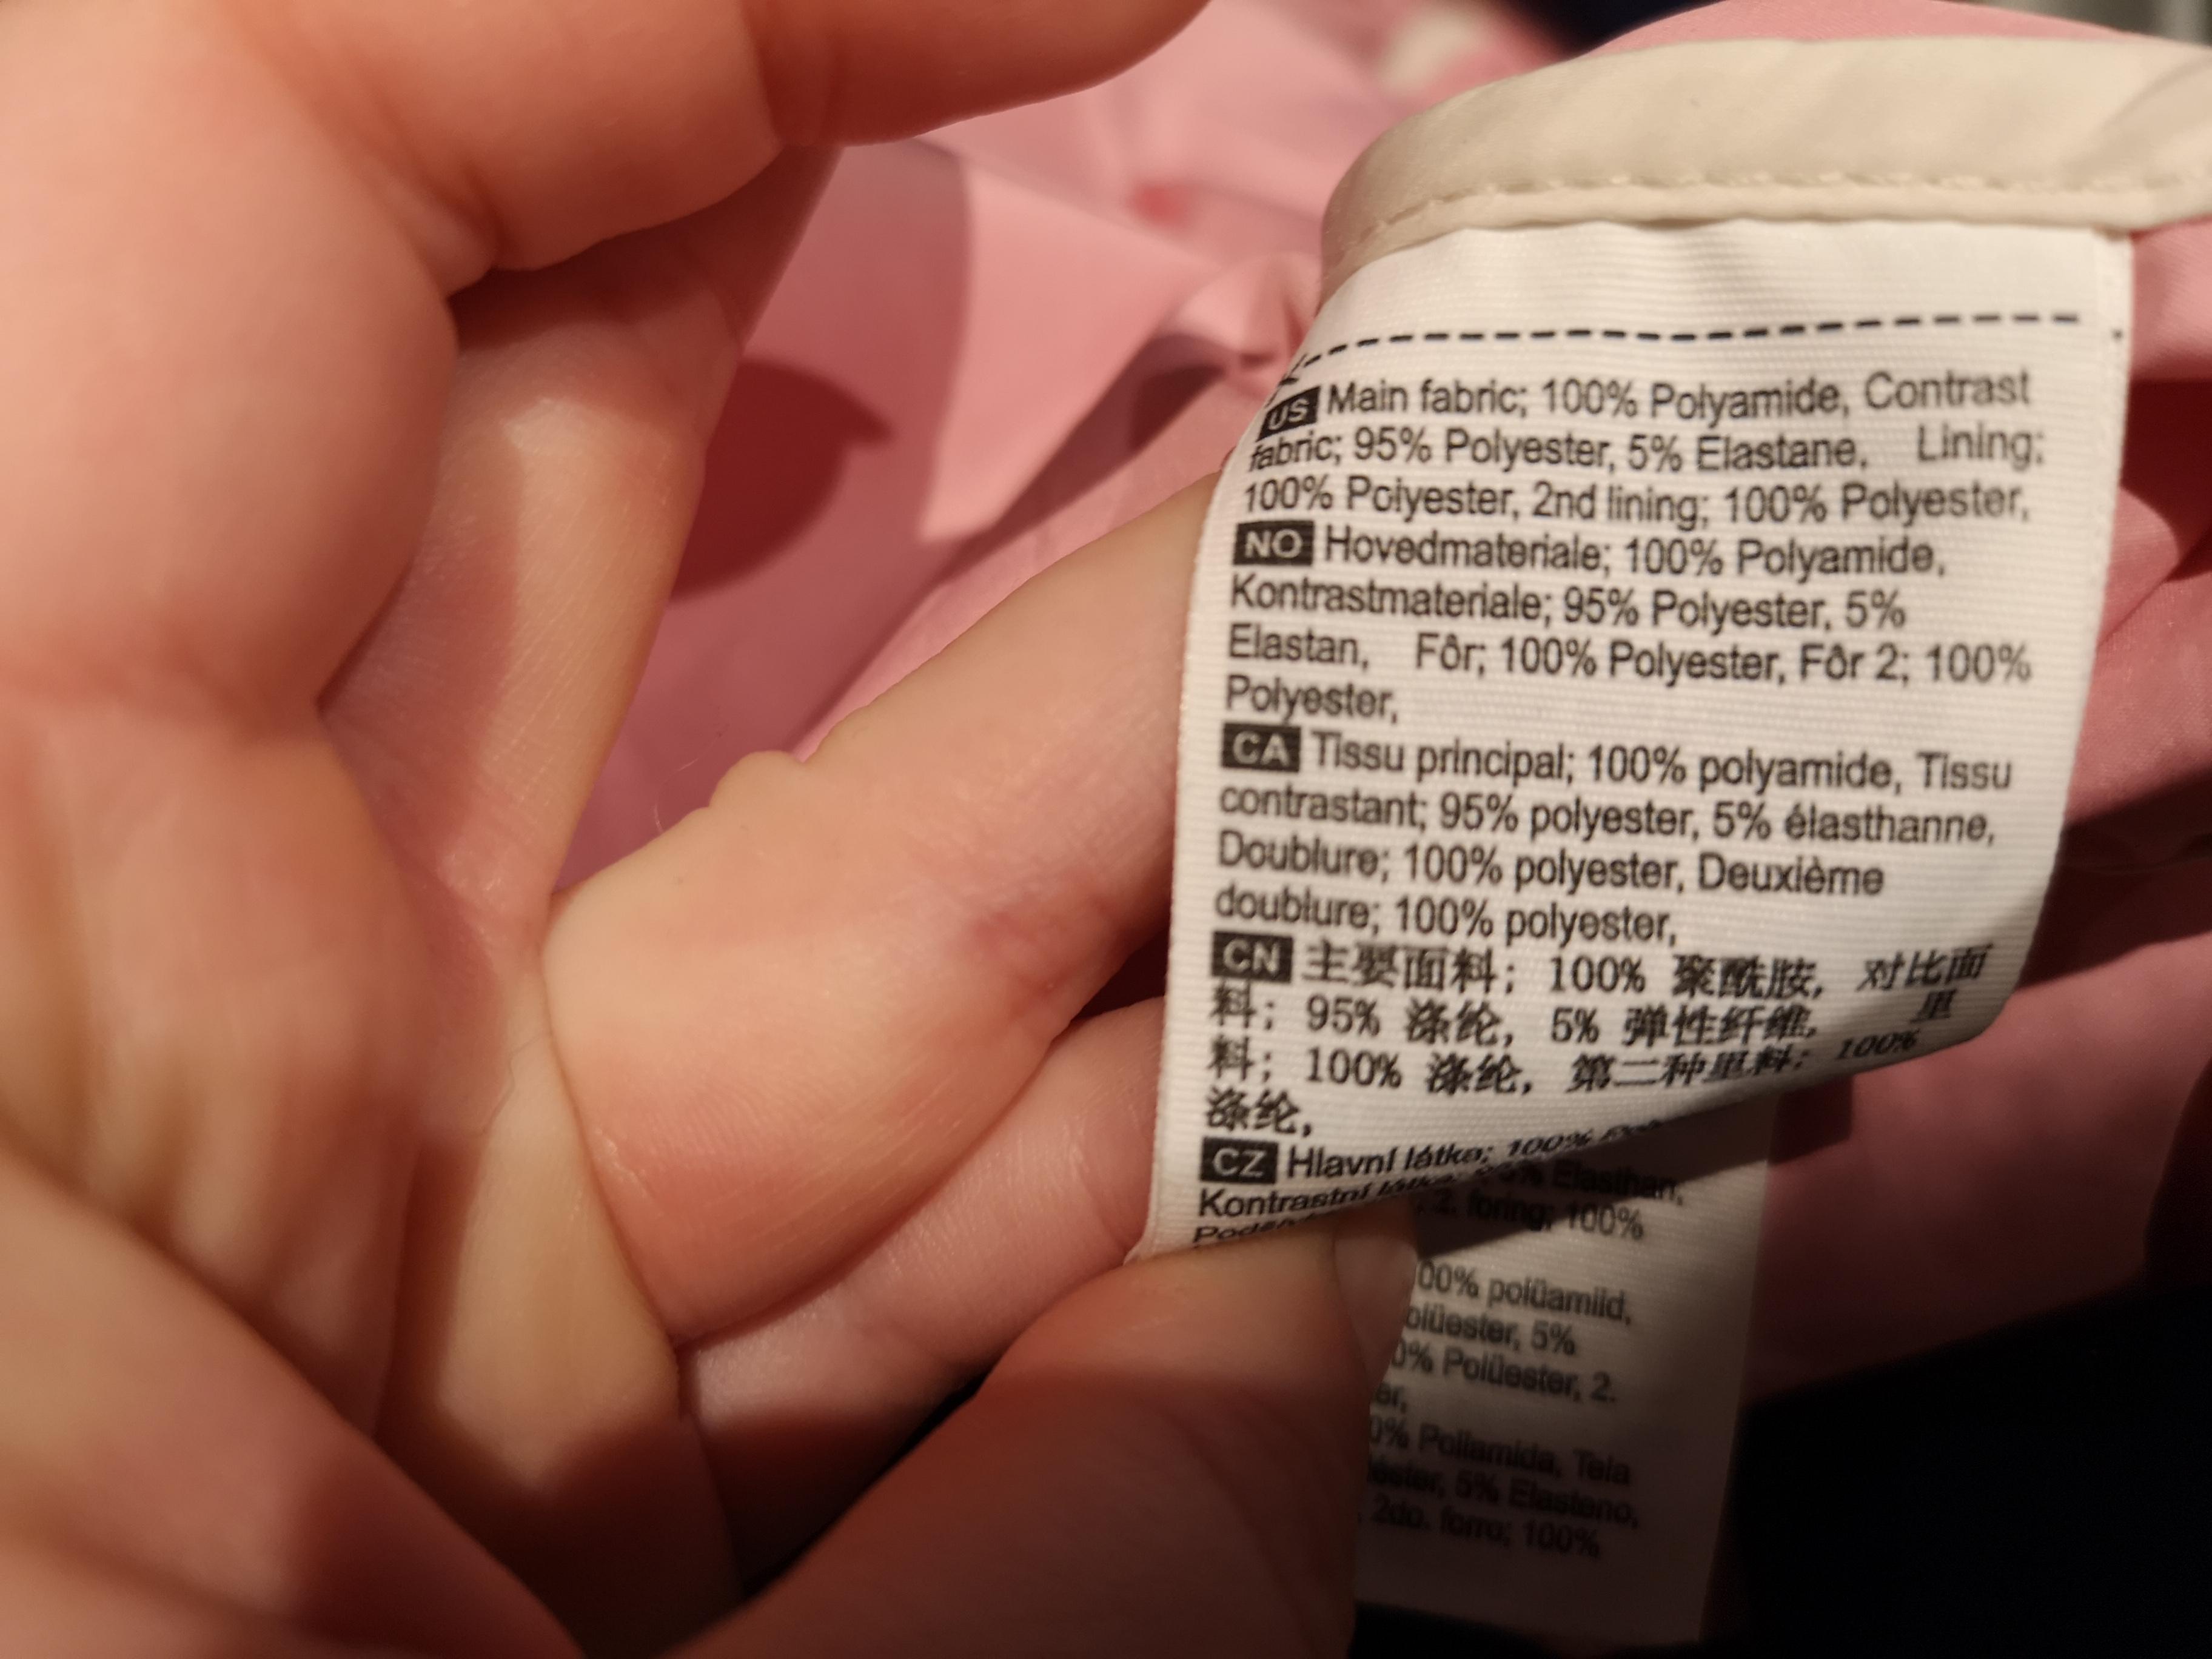 US Main fabric; 100% Polyamide, Contrast
fabric; 95% Polyester, 5% Elastane, Lining;
100% Polyester, 2nd lining; 100% Polyester,
NO Hovedmateriale; 100% Polyamide,
Kontrastmateriale; 95% Polyester, 5%
Elastan, Fôr; 100% Polyester, Fôr 2; 100%
Polyester,
CA Tissu principal; 100% polyamide, Tissu
contrastant; 95% polyester, 5% élasthanne,
Doublure; 100% polyester, Deuxième
doublure; 100% polyester,
CN 主要面料; 100% 聚酰胺, 对比面
料; 95% 涤纶, 5% 弹性纤维, 里
料; 100% 涤纶, 第二种里料; 100%
涤纶,
CZ Hlavní látka; 100%
Kontrastní látka;
Elasthan,
2. foring; 100%
00% polüamiid,
olüester, 5%
0% Polüester, 2.
er,
0% Poliamida, Tela
iéster, 5% Elasteno,
2do. forro; 100%